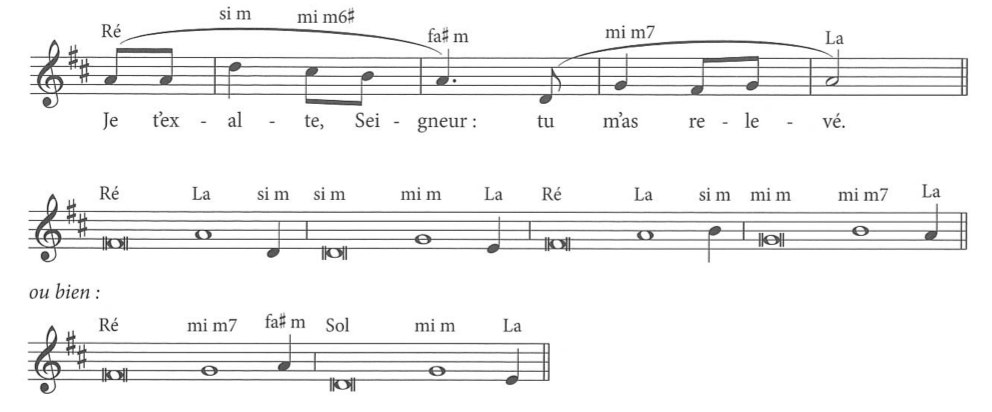 Ré si m mi m6# fa# m mi m7 La
Je t'ex - al - te, Sei - gneur : tu m'as re - le - vé.
Ré La si m si m mi m La Ré La si m mi m mi m7 La
ou bien :
Ré mi m7 fa# m Sol mi m La